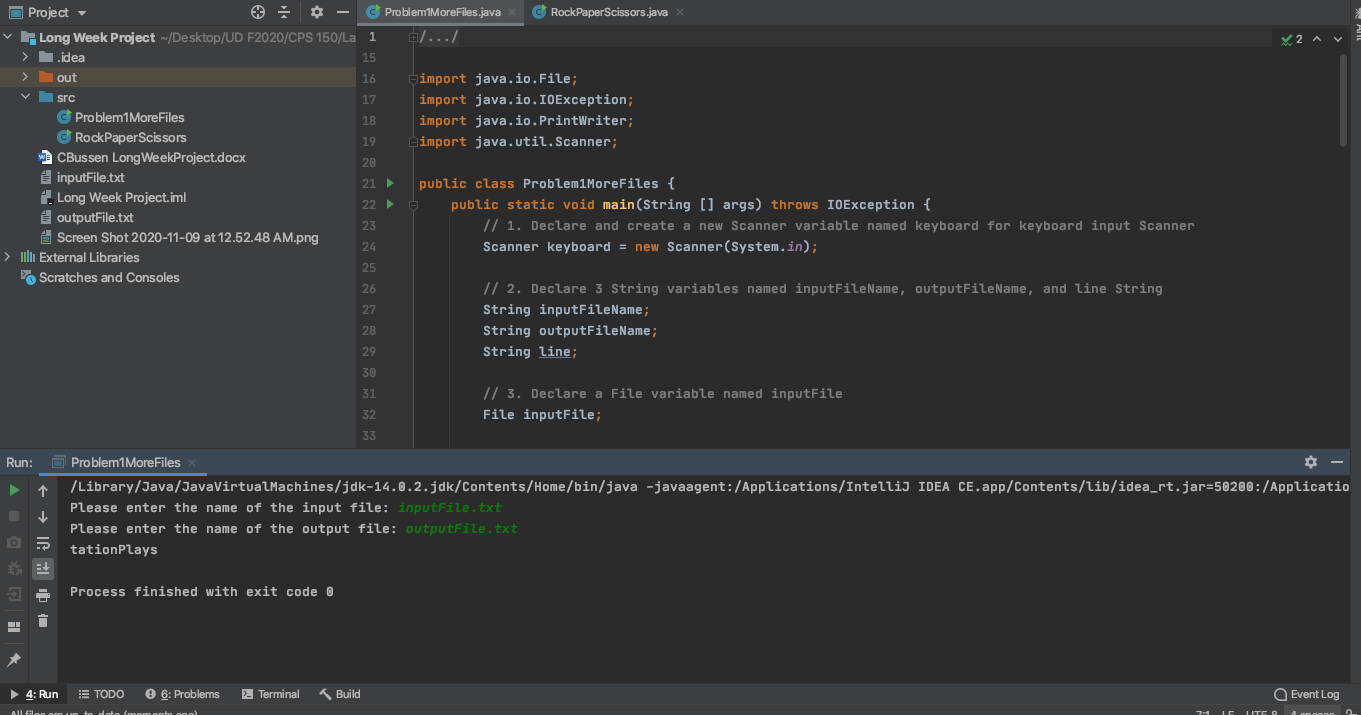 Project
Problem1MoreFiles.java
RockPaperScissors.java
Long Week Project ~/Desktop/UD F2020/CPS 150/La
.idea
out
src
Problem1MoreFiles
RockPaperScissors
CBussen LongWeekProject.docx
inputFile.txt
Long Week Project.iml
outputFile.txt
Screen Shot 2020-11-09 at 12.52.48 AM.png
External Libraries
Scratches and Consoles
2
1 /.../
15
16 import java.io.File;
17 import java.io.IOException;
18 import java.io.PrintWriter;
19 import java.util.Scanner;
20
21 public class Problem1MoreFiles {
22 public static void main(String [] args) throws IOException {
23 // 1. Declare and create a new Scanner variable named keyboard for keyboard input Scanner
24 Scanner keyboard = new Scanner(System.in);
25
26 // 2. Declare 3 String variables named inputFileName, outputFileName, and line String
27 String inputFileName;
28 String outputFileName;
29 String line;
30
31 // 3. Declare a File variable named inputFile
32 File inputFile;
33
Run: Problem1MoreFiles
/Library/Java/JavaVirtualMachines/jdk-14.0.2.jdk/Contents/Home/bin/java -javaagent:/Applications/IntelliJ IDEA CE.app/Contents/lib/idea_rt.jar=50200:/Applicatio
Please enter the name of the input file: inputFile.txt
Please enter the name of the output file: outputFile.txt
tationPlays
Process finished with exit code 0
4: Run TODO 6: Problems Terminal Build Event Log
All files are up-to-date (moments ago) 7:1 LF UTF-8 4 spaces